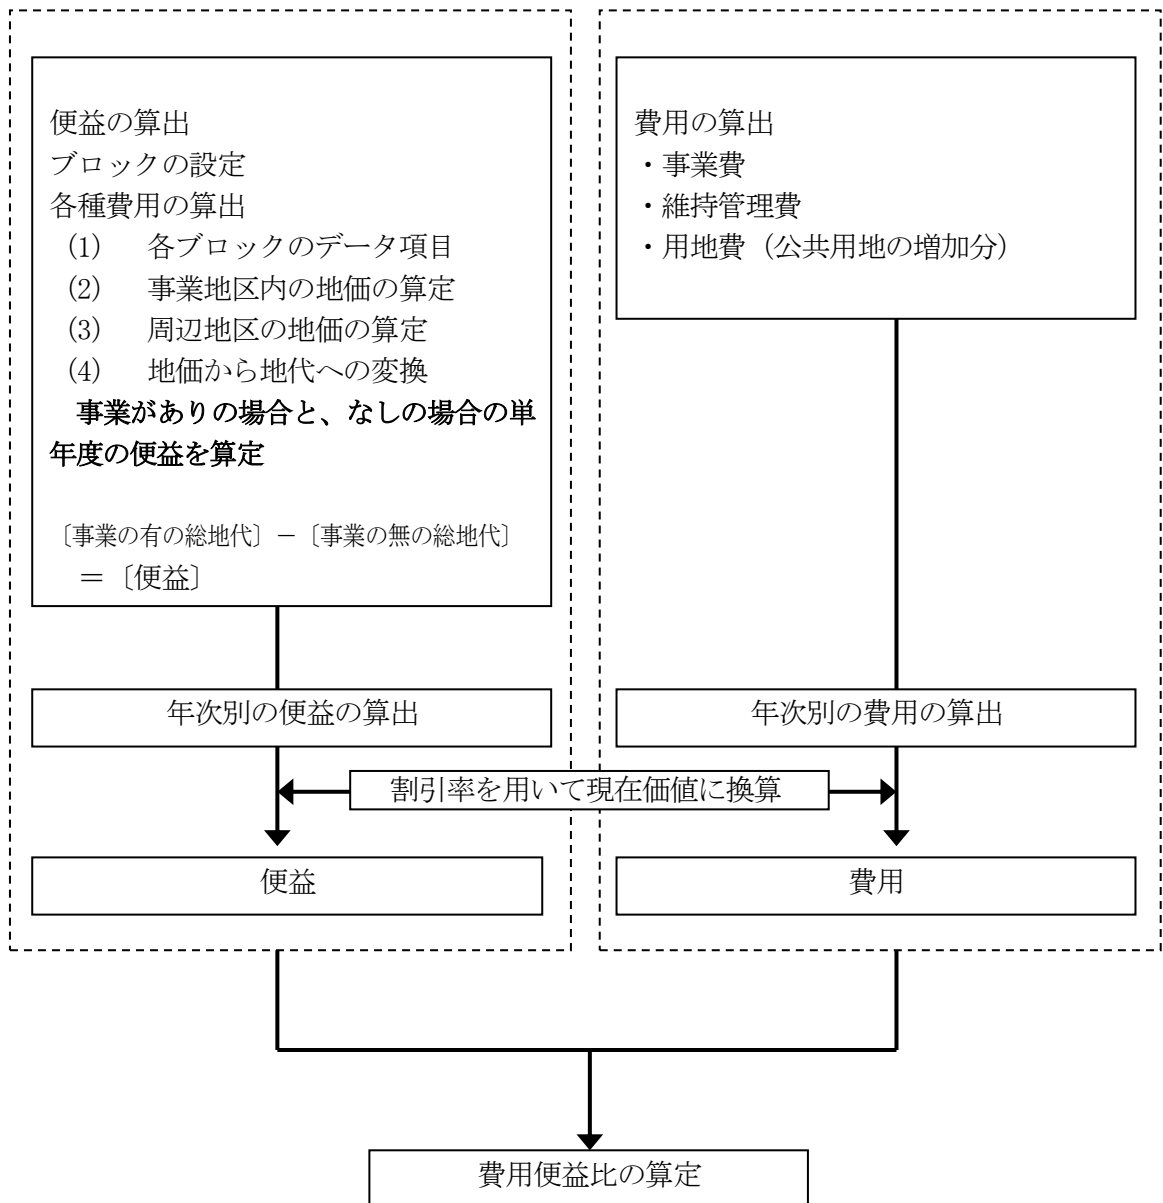 便益の算出
ブロックの設定
各種費用の算出
(1) 各ブロックのデータ項目
(2) 事業地区内の地価の算定
(3) 周辺地区の地価の算定
(4) 地価から地代への変換
事業がありの場合と、なしの場合の単
年度の便益を算定
〔事業の有の総地代〕－〔事業の無の総地代〕
＝〔便益〕
費用の算出
・事業費
・維持管理費
・用地費（公共用地の増加分）
年次別の便益の算出
年次別の費用の算出
割引率を用いて現在価値に換算
便益
費用
費用便益比の算定